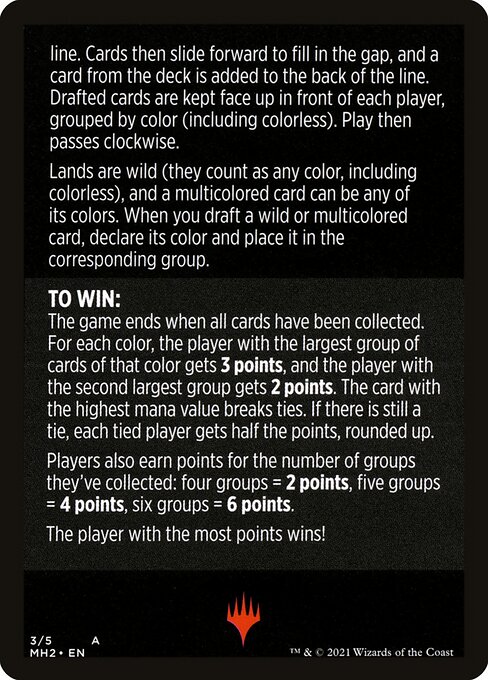 line. Cards then slide forward to fill in the gap, and a
card from the deck is added to the back of the line.
Drafted cards are kept face up in front of each player,
grouped by color (including colorless). Play then
passes clockwise.
Lands are wild (they count as any color, including
colorless), and a multicolored card can be any of
its colors. When you draft a wild or multicolored
card, declare its color and place it in the
corresponding group.
TO WIN:
The game ends when all cards have been collected.
For each color, the player with the largest group of
cards of that color gets 3 points, and the player with
the second largest group gets 2 points. The card with
the highest mana value breaks ties. If there is still a
tie, each tied player gets half the points, rounded up.
Players also earn points for the number of groups
they've collected: four groups = 2 points, five groups
= 4 points, six groups = 6 points.
The player with the most points wins!
3/5 A
MH2 • EN
™ & © 2021 Wizards of the Coast